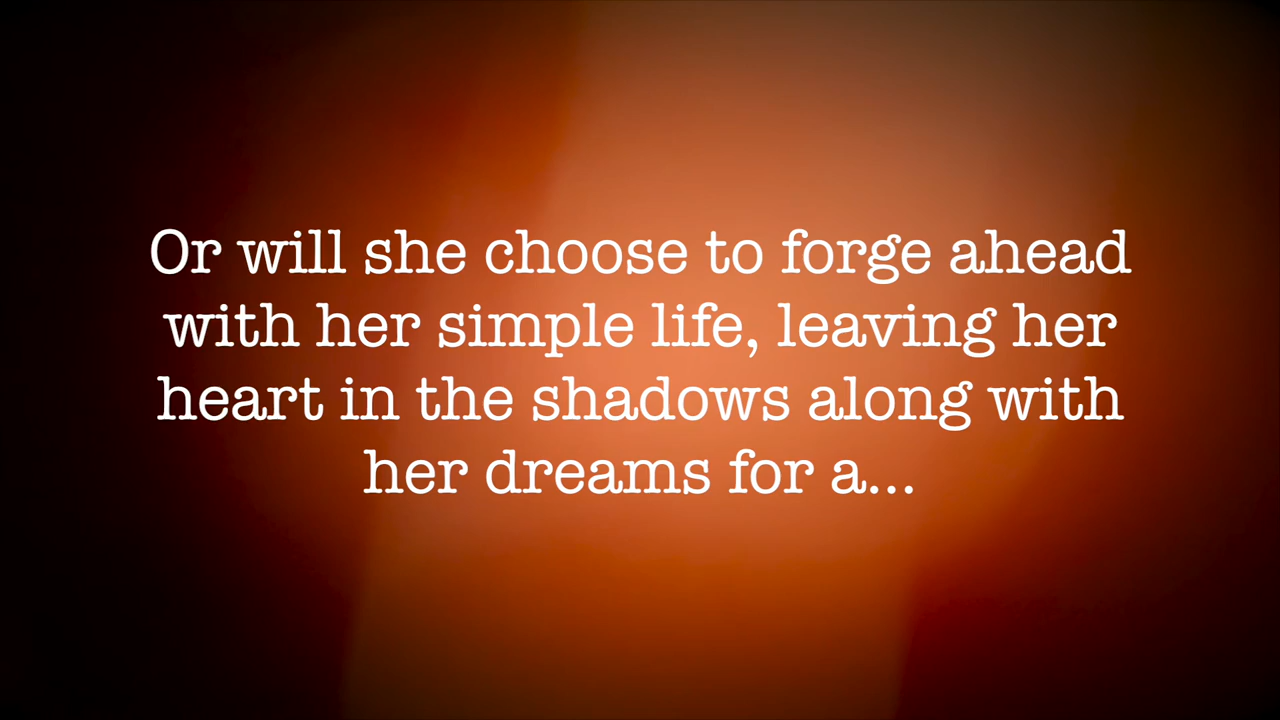 Or will she choose to forge ahead
with her simple life, leaving her
heart in the shadows along with
her dreams for a...